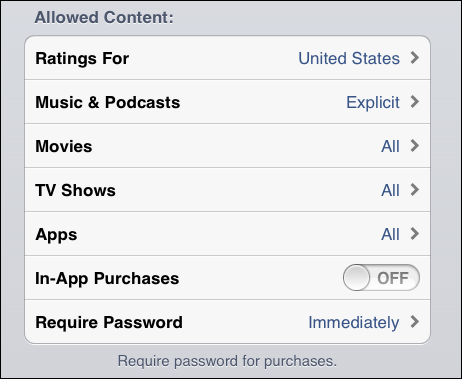 Allowed Content:
Ratings For United States
Music & Podcasts Explicit
Movies All
TV Shows All
Apps All
In-App Purchases OFF
Require Password Immediately
Require password for purchases.